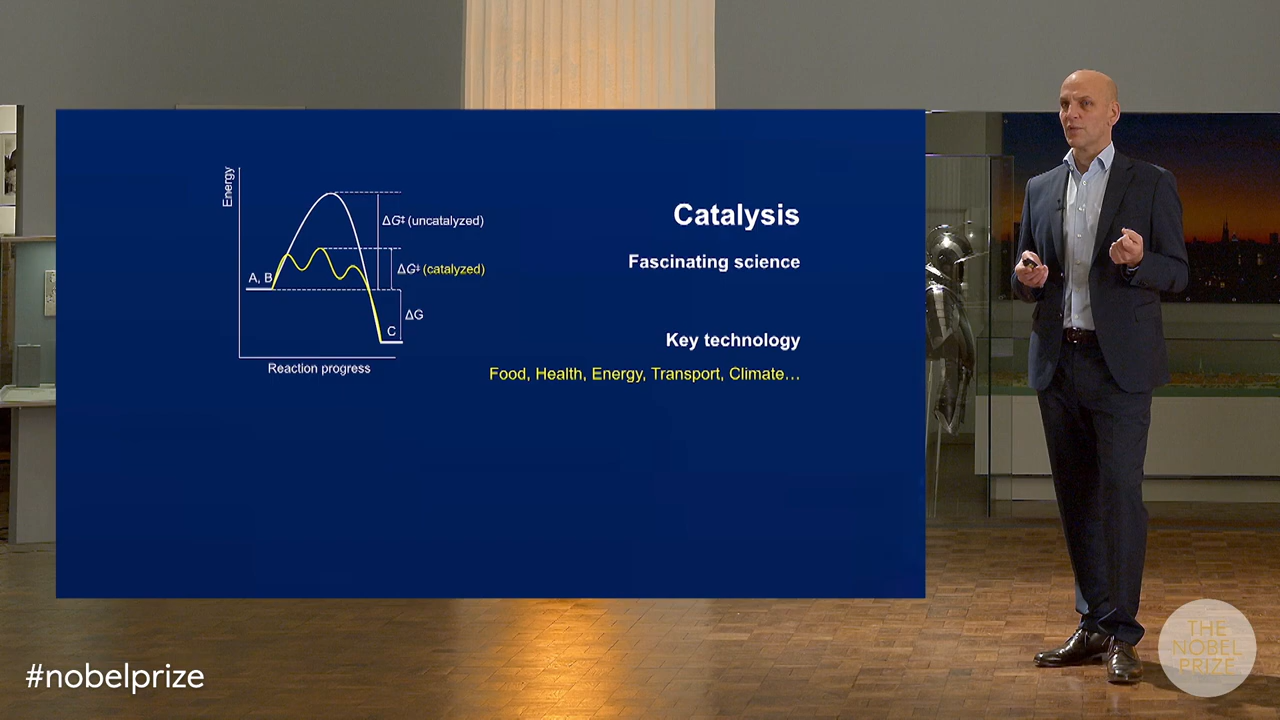 Energy
ΔG‡ (uncatalyzed)
ΔG‡ (catalyzed)
A, B
ΔG
C
Reaction progress
Catalysis
Fascinating science
Key technology
Food, Health, Energy, Transport, Climate…
#nobelprize
THE
NOBEL
PRIZE